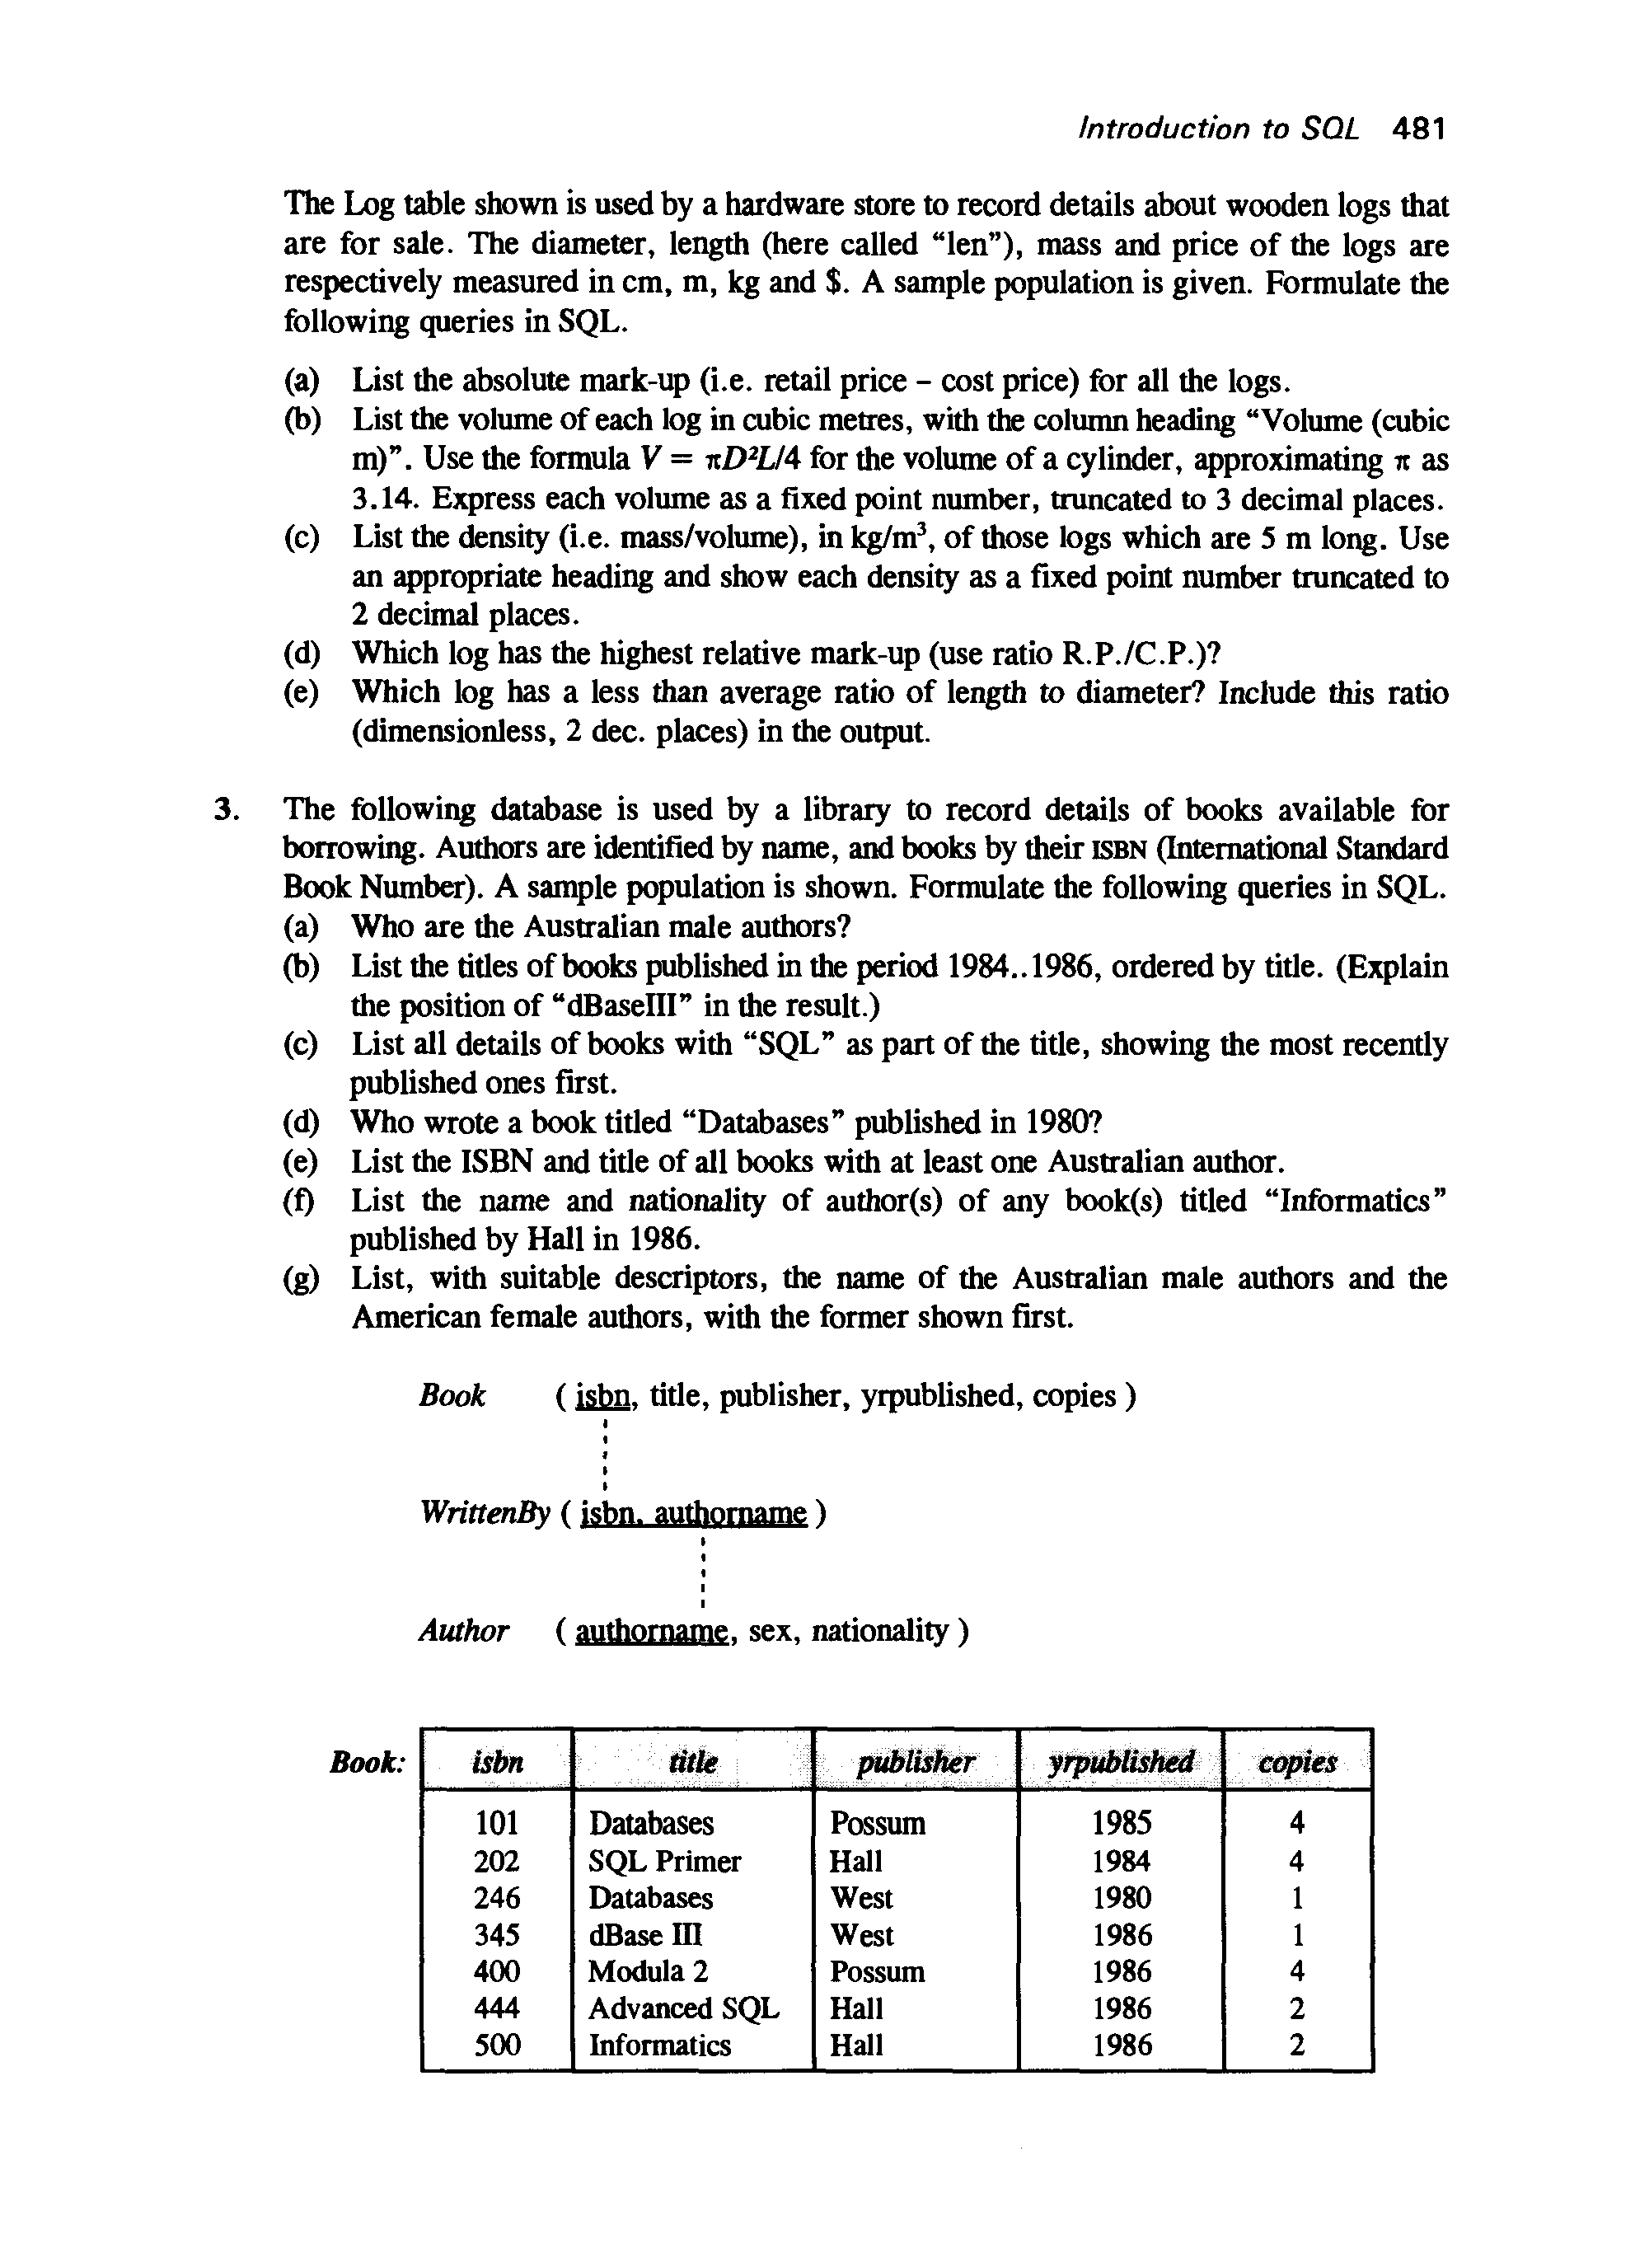 Introduction to SQL 481
The Log table shown is used by a hardware store to record details about wooden logs that
are for sale. The diameter, length (here called “len”), mass and price of the logs are
respectively measured in cm, m, kg and $. A sample population is given. Formulate the
following queries in SQL.
(a) List the absolute mark-up (i.e. retail price – cost price) for all the logs.
(b) List the volume of each log in cubic metres, with the column heading “Volume (cubic
m)”. Use the formula V = πD²L/4 for the volume of a cylinder, approximating π as
3.14. Express each volume as a fixed point number, truncated to 3 decimal places.
(c) List the density (i.e. mass/volume), in kg/m³, of those logs which are 5 m long. Use
an appropriate heading and show each density as a fixed point number truncated to
2 decimal places.
(d) Which log has the highest relative mark-up (use ratio R.P./C.P.)?
(e) Which log has a less than average ratio of length to diameter? Include this ratio
(dimensionless, 2 dec. places) in the output.
3. The following database is used by a library to record details of books available for
borrowing. Authors are identified by name, and books by their ISBN (International Standard
Book Number). A sample population is shown. Formulate the following queries in SQL.
(a) Who are the Australian male authors?
(b) List the titles of books published in the period 1984..1986, ordered by title. (Explain
the position of “dBaseIII” in the result.)
(c) List all details of books with “SQL” as part of the title, showing the most recently
published ones first.
(d) Who wrote a book titled “Databases” published in 1980?
(e) List the ISBN and title of all books with at least one Australian author.
(f) List the name and nationality of author(s) of any book(s) titled “Informatics”
published by Hall in 1986.
(g) List, with suitable descriptors, the name of the Australian male authors and the
American female authors, with the former shown first.
Book ( isbn, title, publisher, yrpublished, copies )
WrittenBy ( isbn, authorname )
Author ( authorname, sex, nationality )
Book: isbn title publisher yrpublished copies
101 Databases Possum 1985 4
202 SQL Primer Hall 1984 4
246 Databases West 1980 1
345 dBase III West 1986 1
400 Modula 2 Possum 1986 4
444 Advanced SQL Hall 1986 2
500 Informatics Hall 1986 2